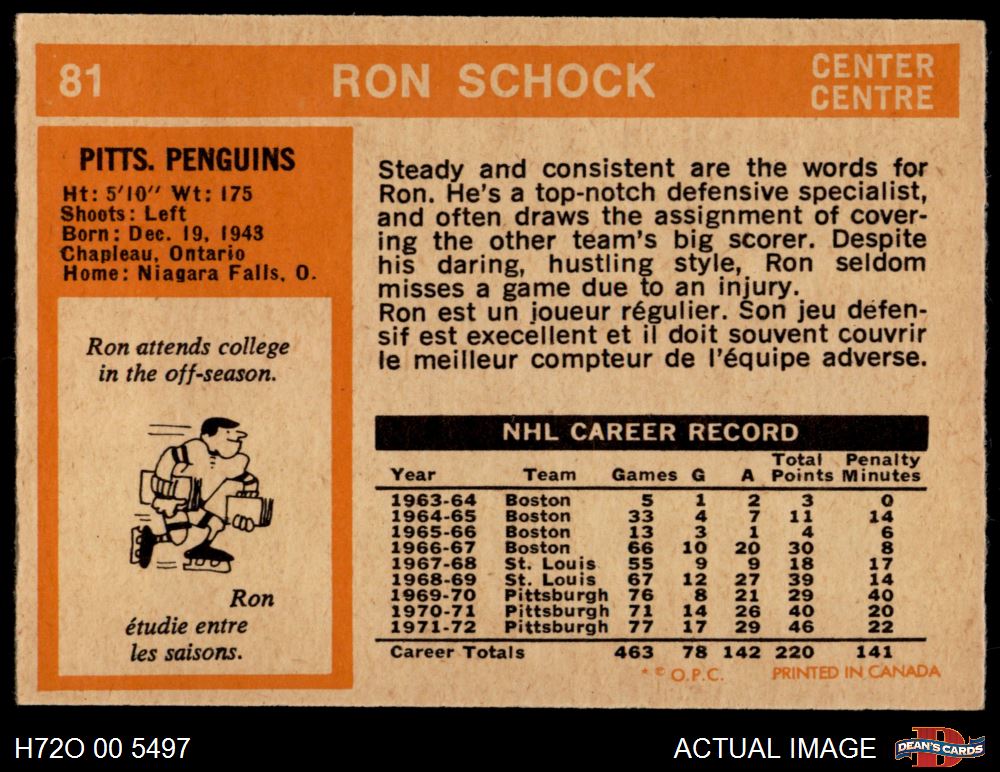 81 RON SCHOCK CENTER
CENTRE
PITTS. PENGUINS
Ht: 5'10" Wt: 175
Shoots: Left
Born: Dec. 19, 1943
Chapleau, Ontario
Home: Niagara Falls, O.
Ron attends college
in the off-season.
Ron
étudie entre
les saisons.
Steady and consistent are the words for
Ron. He's a top-notch defensive specialist,
and often draws the assignment of cover-
ing the other team's big scorer. Despite
his daring, hustling style, Ron seldom
misses a game due to an injury.
Ron est un joueur régulier. Son jeu défen-
sif est execellent et il doit souvent couvrir
le meilleur compteur de l'équipe adverse.
NHL CAREER RECORD
Total Penalty
Year Team Games G A Points Minutes
1963-64 Boston 5 1 2 3 0
1964-65 Boston 33 4 7 11 14
1965-66 Boston 13 3 1 4 6
1966-67 Boston 66 10 20 30 8
1967-68 St. Louis 55 9 9 18 17
1968-69 St. Louis 67 12 27 39 14
1969-70 Pittsburgh 76 8 21 29 40
1970-71 Pittsburgh 71 14 26 40 20
1971-72 Pittsburgh 77 17 29 46 22
Career Totals 463 78 142 220 141
* © O.P.C. PRINTED IN CANADA
H72O 00 5497 ACTUAL IMAGE D DEAN'S CARDS